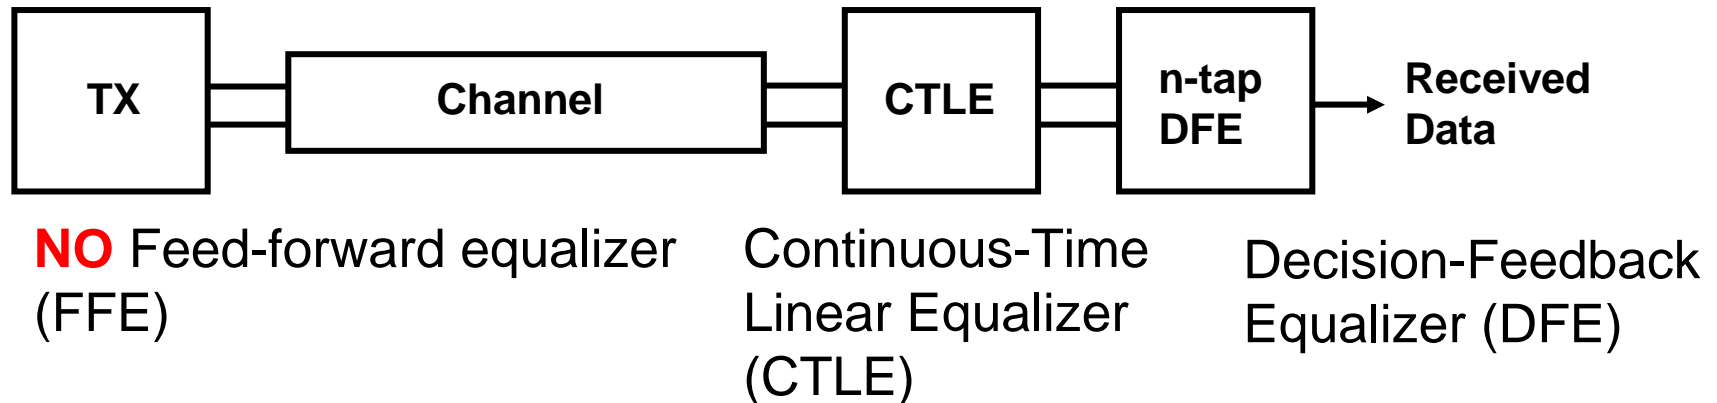 TX
Channel
CTLE
n-tap
DFE
Received
Data
NO Feed-forward equalizer
(FFE)
Continuous-Time
Linear Equalizer
(CTLE)
Decision-Feedback
Equalizer (DFE)